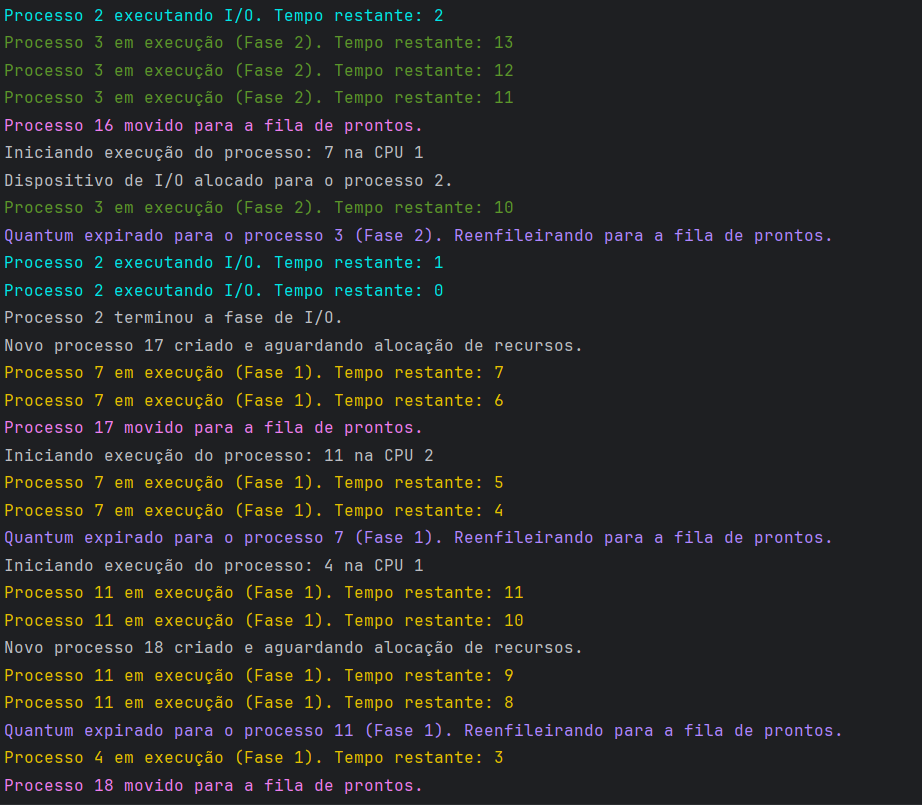 Processo 2 executando I/O. Tempo restante: 2
Processo 3 em execução (Fase 2). Tempo restante: 13
Processo 3 em execução (Fase 2). Tempo restante: 12
Processo 3 em execução (Fase 2). Tempo restante: 11
Processo 16 movido para a fila de prontos.
Iniciando execução do processo: 7 na CPU 1
Dispositivo de I/O alocado para o processo 2.
Processo 3 em execução (Fase 2). Tempo restante: 10
Quantum expirado para o processo 3 (Fase 2). Reenfileirando para a fila de prontos.
Processo 2 executando I/O. Tempo restante: 1
Processo 2 executando I/O. Tempo restante: 0
Processo 2 terminou a fase de I/O.
Novo processo 17 criado e aguardando alocação de recursos.
Processo 7 em execução (Fase 1). Tempo restante: 7
Processo 7 em execução (Fase 1). Tempo restante: 6
Processo 17 movido para a fila de prontos.
Iniciando execução do processo: 11 na CPU 2
Processo 7 em execução (Fase 1). Tempo restante: 5
Processo 7 em execução (Fase 1). Tempo restante: 4
Quantum expirado para o processo 7 (Fase 1). Reenfileirando para a fila de prontos.
Iniciando execução do processo: 4 na CPU 1
Processo 11 em execução (Fase 1). Tempo restante: 11
Processo 11 em execução (Fase 1). Tempo restante: 10
Novo processo 18 criado e aguardando alocação de recursos.
Processo 11 em execução (Fase 1). Tempo restante: 9
Processo 11 em execução (Fase 1). Tempo restante: 8
Quantum expirado para o processo 11 (Fase 1). Reenfileirando para a fila de prontos.
Processo 4 em execução (Fase 1). Tempo restante: 3
Processo 18 movido para a fila de prontos.